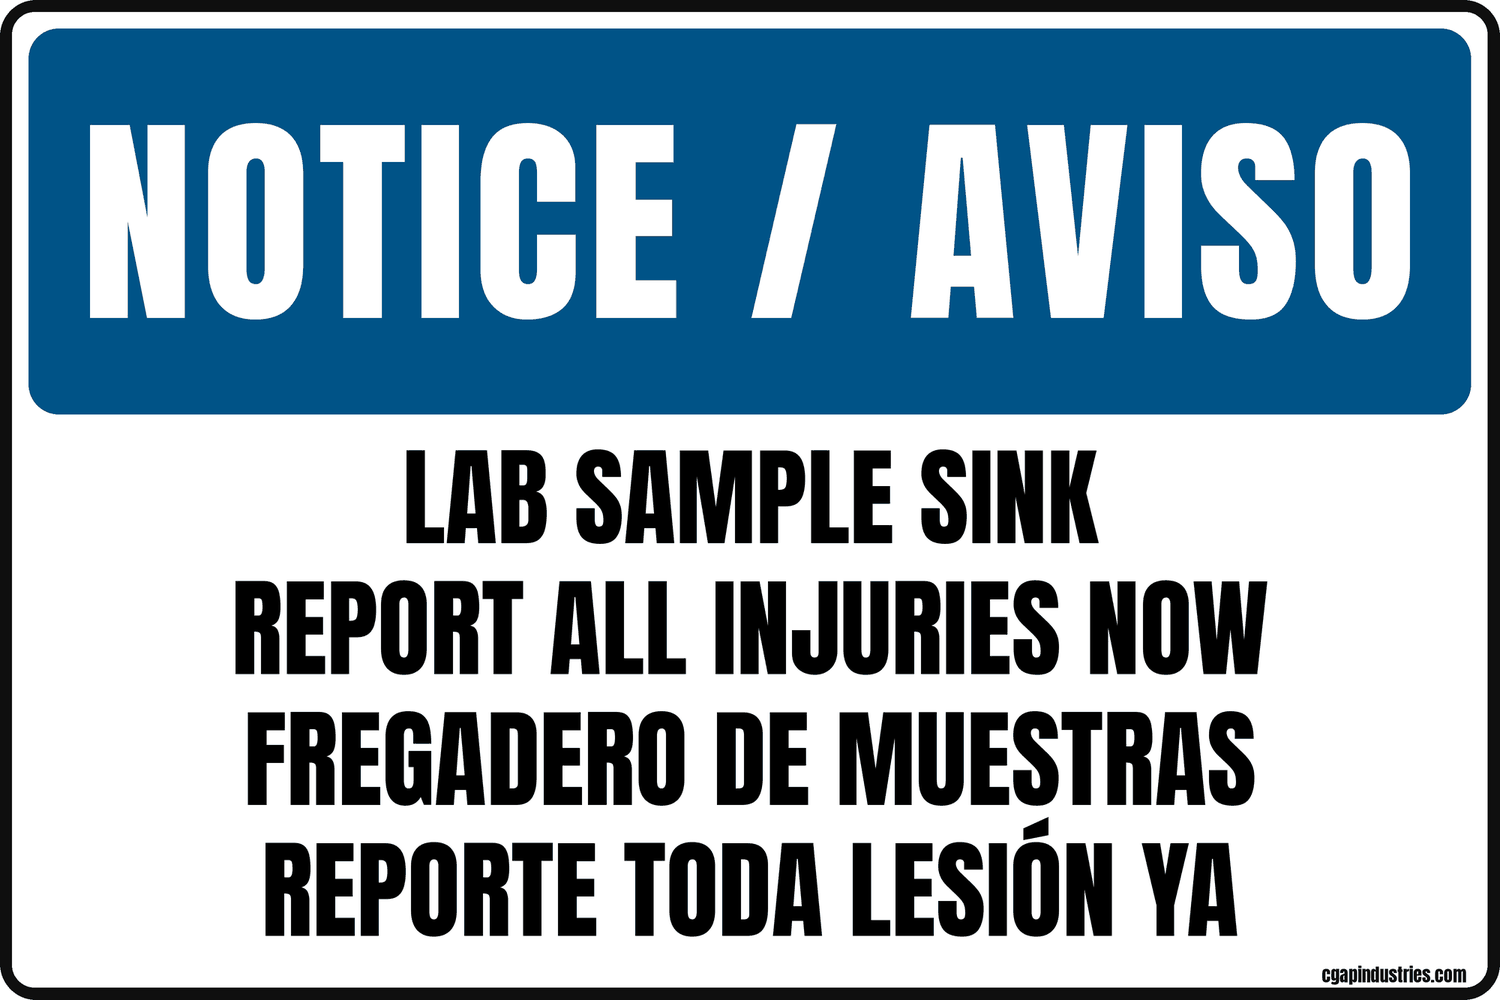 NOTICE / AVISO
LAB SAMPLE SINK
REPORT ALL INJURIES NOW
FREGADERO DE MUESTRAS
REPORTE TODA LESIÓN YA
cgapindustries.com